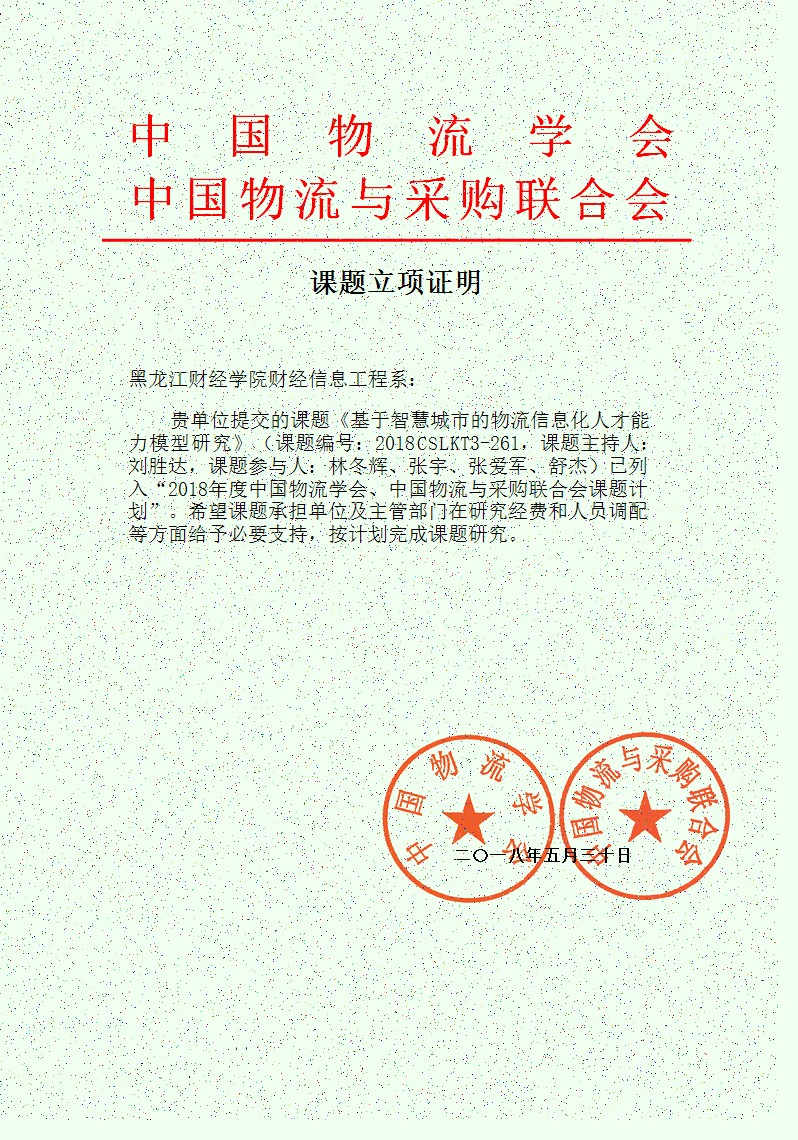 中国物流学会
中国物流与采购联合会
课题立项证明
黑龙江财经学院财经信息工程系：
贵单位提交的课题《基于智慧城市的物流信息化人才能
力模型研究》（课题编号：2018CSLKT3-261，课题主持人：
刘胜达，课题参与人：林冬辉、张宇、张爱军、舒杰）已列
入“2018年度中国物流学会、中国物流与采购联合会课题计
划”。希望课题承担单位及主管部门在研究经费和人员调配
等方面给予必要支持，按计划完成课题研究。
中国物流学会
中国物流与采购联合会
二〇一八年五月三十日